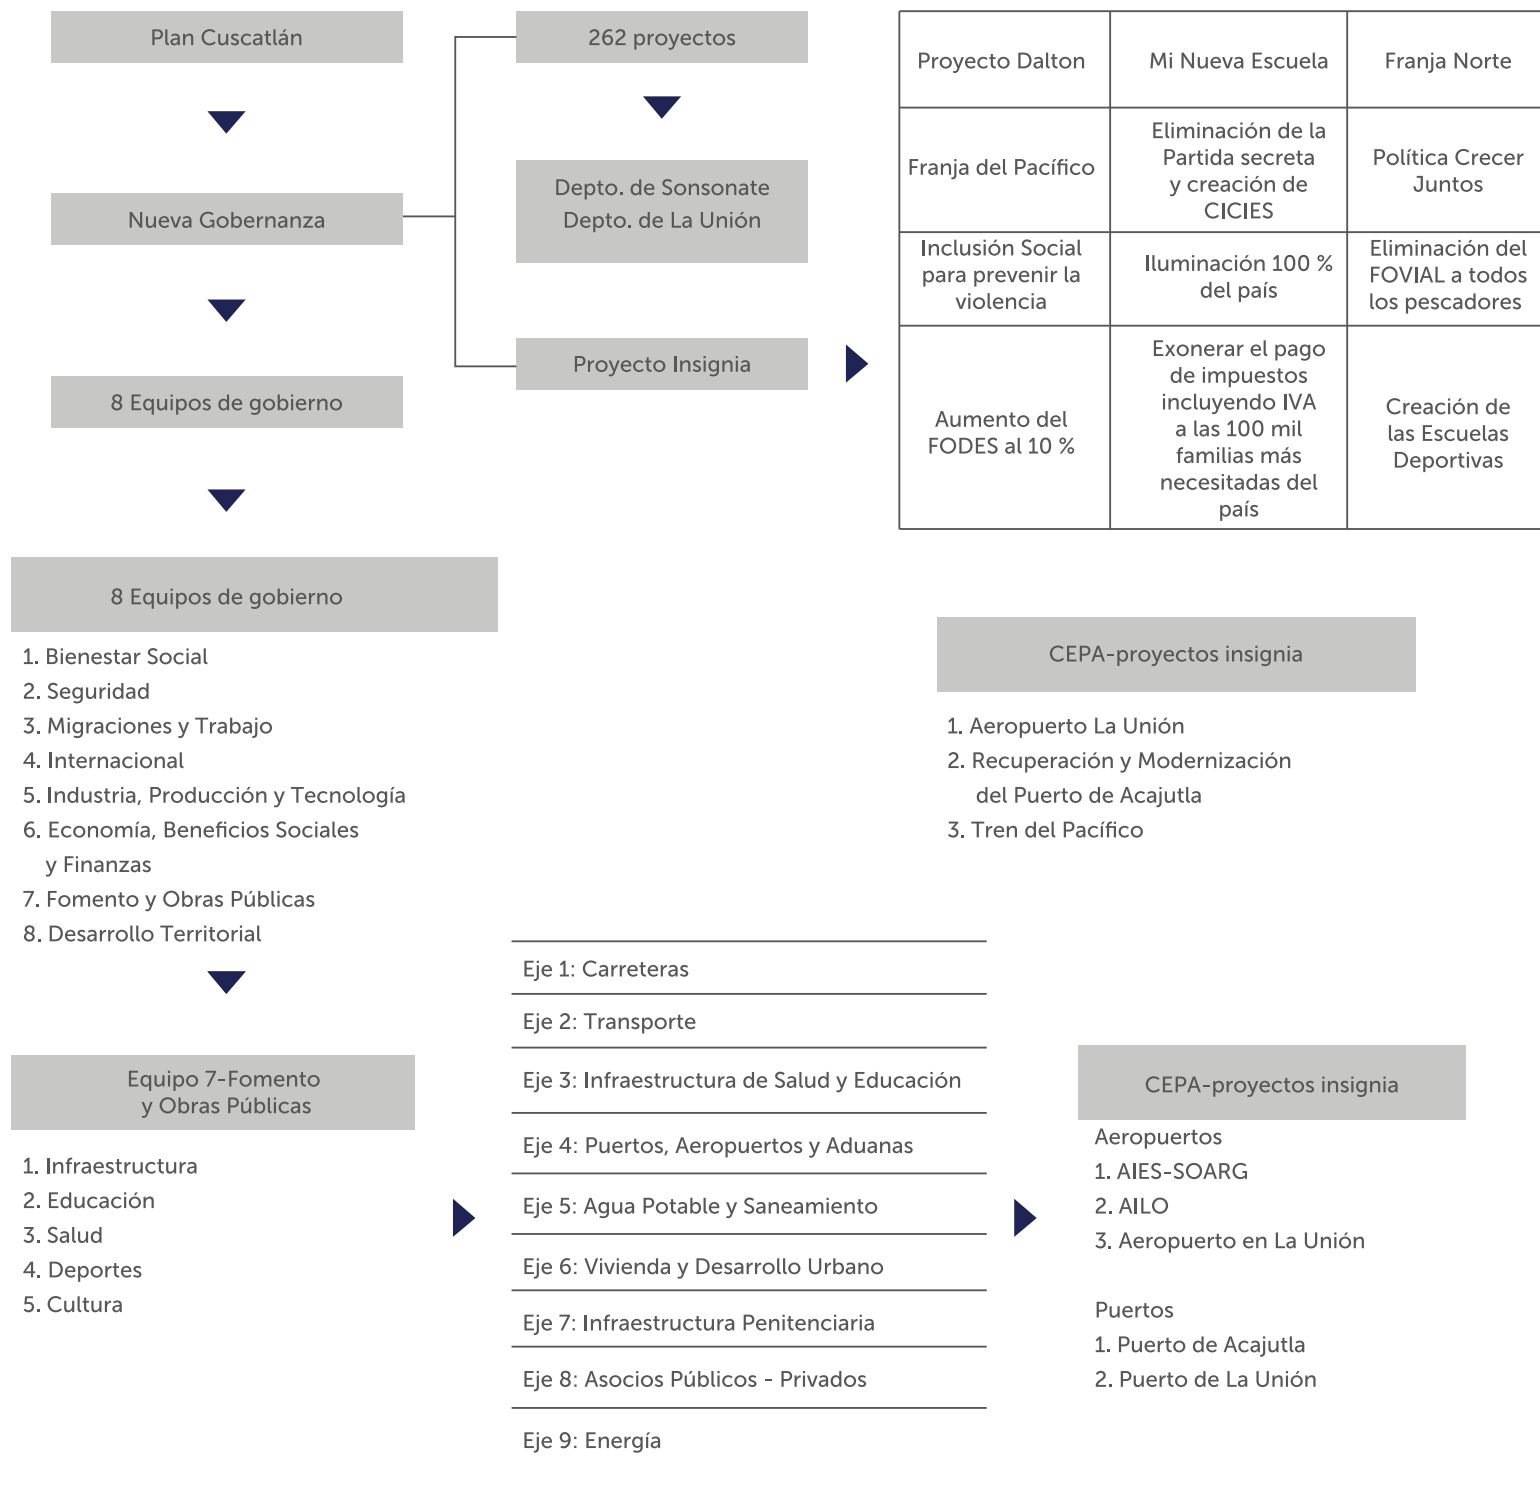 Plan Cuscatlán
Nueva Gobernanza
8 Equipos de gobierno
262 proyectos
Depto. de Sonsonate
Depto. de La Unión
Proyecto Insignia
Proyecto Dalton
Mi Nueva Escuela
Franja Norte
Franja del Pacífico
Eliminación de la
Partida secreta
y creación de
CICIES
Política Crecer
Juntos
Inclusión Social
para prevenir la
violencia
Iluminación 100 %
del país
Eliminación del
FOVIAL a todos
los pescadores
Aumento del
FODES al 10 %
Exonerar el pago
de impuestos
incluyendo IVA
a las 100 mil
familias más
necesitadas del
país
Creación de
las Escuelas
Deportivas
8 Equipos de gobierno
1. Bienestar Social
2. Seguridad
3. Migraciones y Trabajo
4. Internacional
5. Industria, Producción y Tecnología
6. Economía, Beneficios Sociales
y Finanzas
7. Fomento y Obras Públicas
8. Desarrollo Territorial
CEPA-proyectos insignia
1. Aeropuerto La Unión
2. Recuperación y Modernización
del Puerto de Acajutla
3. Tren del Pacífico
Equipo 7-Fomento
y Obras Públicas
1. Infraestructura
2. Educación
3. Salud
4. Deportes
5. Cultura
Eje 1: Carreteras
Eje 2: Transporte
Eje 3: Infraestructura de Salud y Educación
Eje 4: Puertos, Aeropuertos y Aduanas
Eje 5: Agua Potable y Saneamiento
Eje 6: Vivienda y Desarrollo Urbano
Eje 7: Infraestructura Penitenciaria
Eje 8: Asocios Públicos - Privados
Eje 9: Energía
CEPA-proyectos insignia
Aeropuertos
1. AIES-SOARG
2. AILO
3. Aeropuerto en La Unión
Puertos
1. Puerto de Acajutla
2. Puerto de La Unión